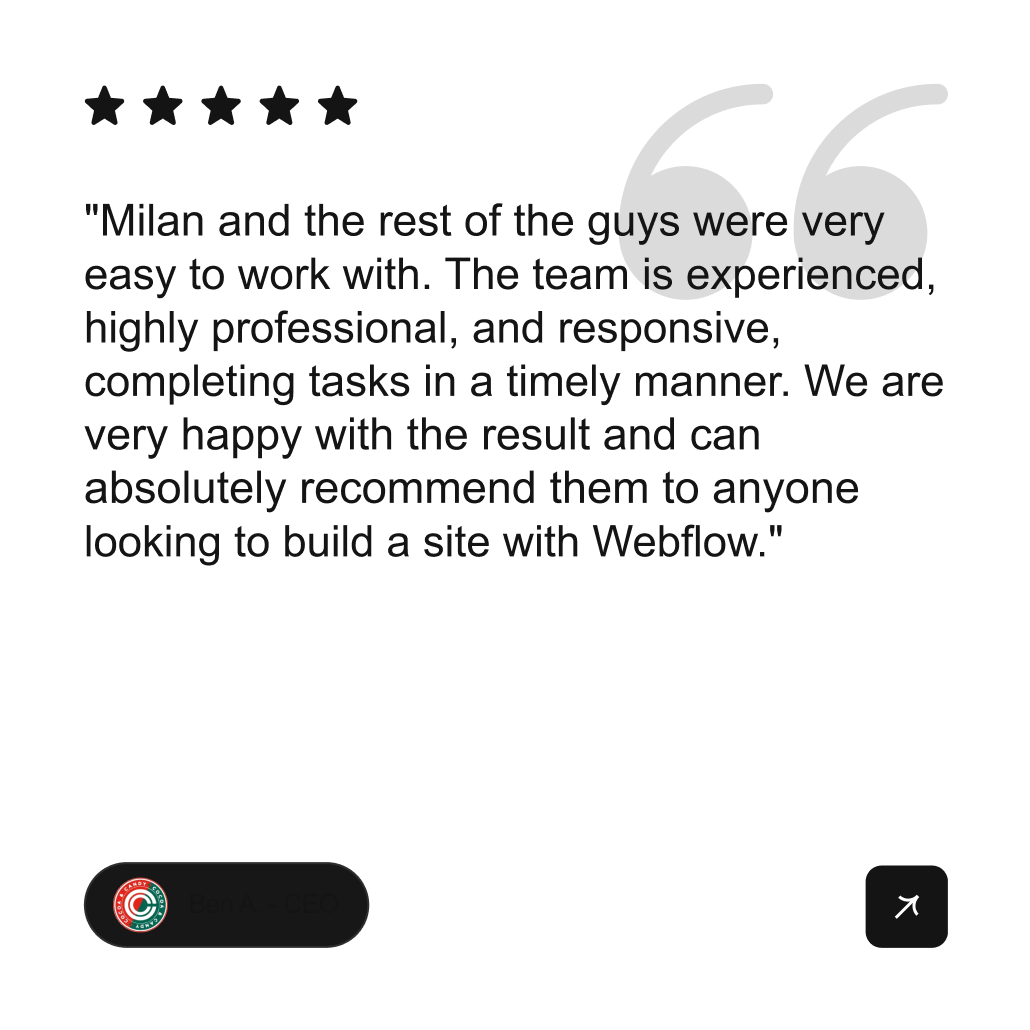 "Milan and the rest of the guys were very
easy to work with. The team is experienced,
highly professional, and responsive,
completing tasks in a timely manner. We are
very happy with the result and can
absolutely recommend them to anyone
looking to build a site with Webflow."
COCOA & CANDY COCOA & CANDY
Ben A. - CEO